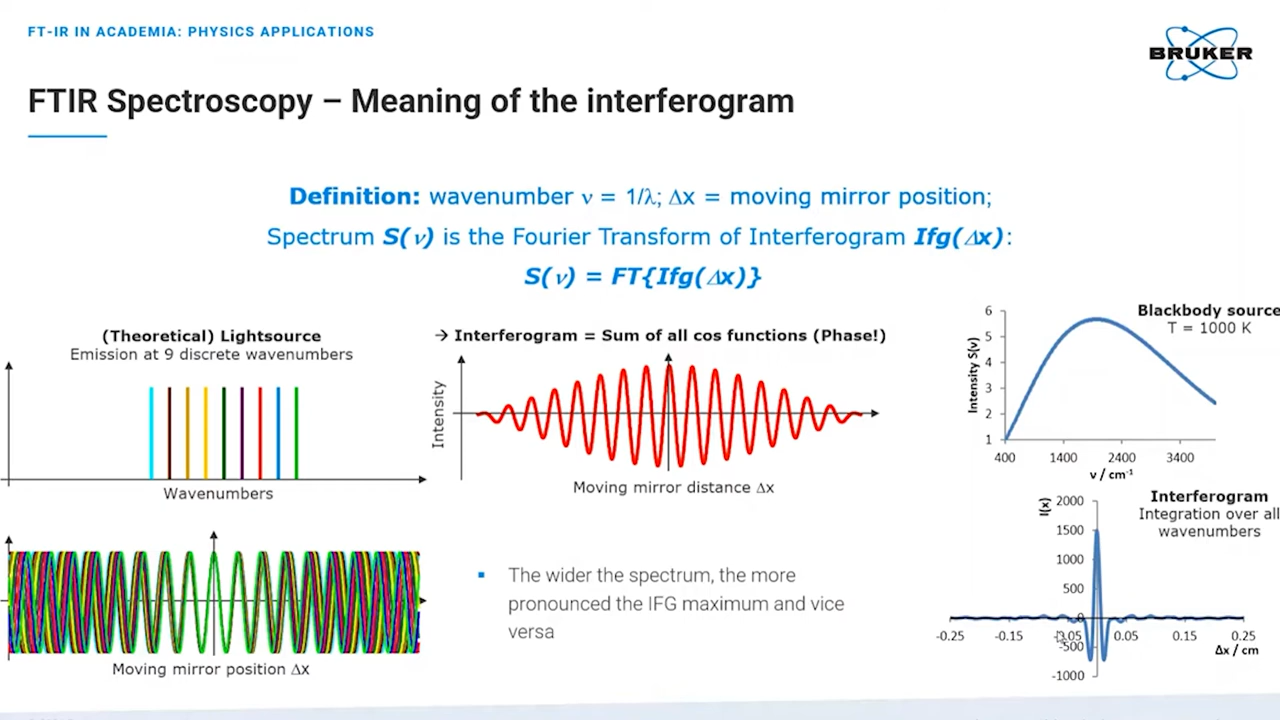 FT-IR IN ACADEMIA: PHYSICS APPLICATIONS
BRUKER
FTIR Spectroscopy – Meaning of the interferogram
Definition: wavenumber ν = 1/λ; Δx = moving mirror position;
Spectrum S(ν) is the Fourier Transform of Interferogram Ifg(Δx):
S(ν) = FT{Ifg(Δx)}
(Theoretical) Lightsource
Emission at 9 discrete wavenumbers
Wavenumbers
Moving mirror position Δx
→ Interferogram = Sum of all cos functions (Phase!)
Intensity
Moving mirror distance Δx
▪ The wider the spectrum, the more
pronounced the IFG maximum and vice
versa
Blackbody source
T = 1000 K
Intensity S(ν)
6
5
4
3
2
1
400 1400 2400 3400
ν / cm⁻¹
Interferogram
Integration over all
wavenumbers
I(x)
2000
1500
1000
500
0
-500
-1000
-0.25 -0.15 -0.05 0.05 0.15 0.25
Δx / cm